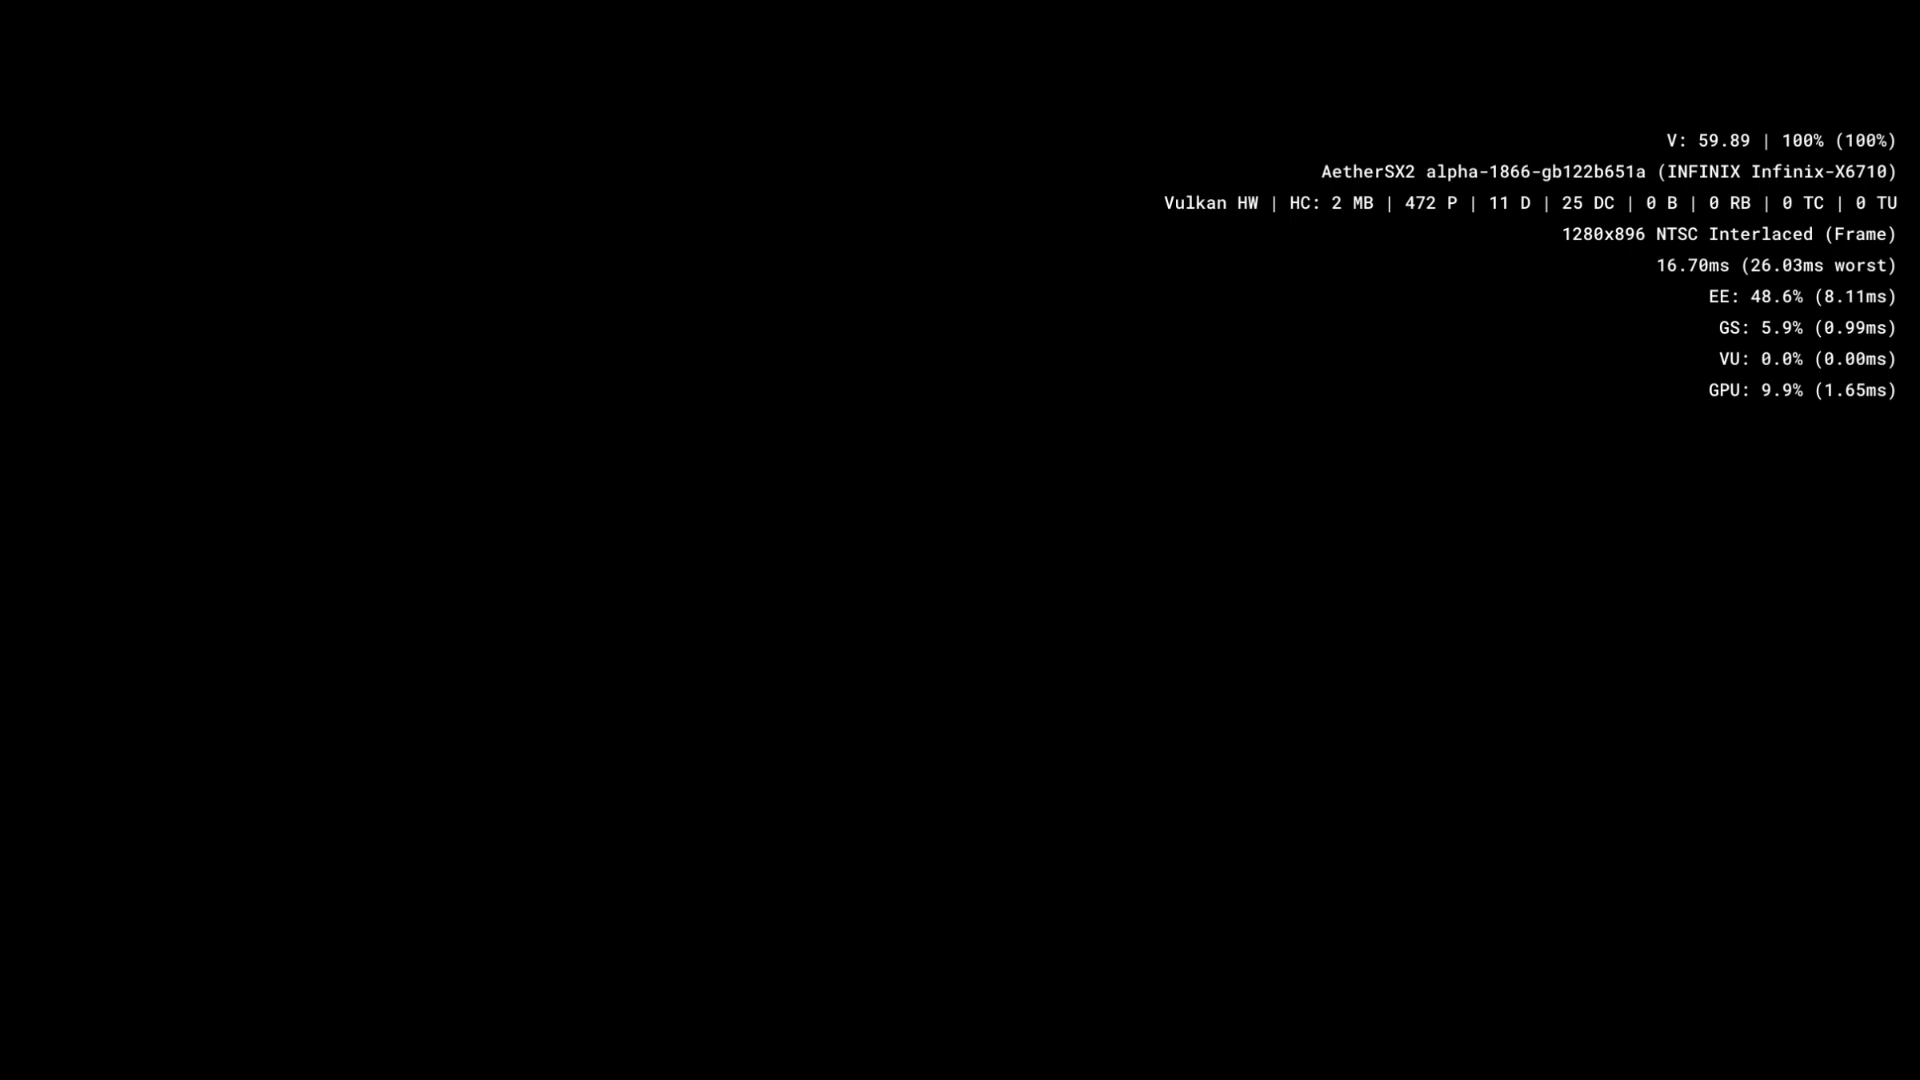 V: 59.89 | 100% (100%)
AetherSX2 alpha-1866-gb122b651a (INFINIX Infinix-X6710)
Vulkan HW | HC: 2 MB | 472 P | 11 D | 25 DC | 0 B | 0 RB | 0 TC | 0 TU
1280x896 NTSC Interlaced (Frame)
16.70ms (26.03ms worst)
EE: 48.6% (8.11ms)
GS: 5.9% (0.99ms)
VU: 0.0% (0.00ms)
GPU: 9.9% (1.65ms)